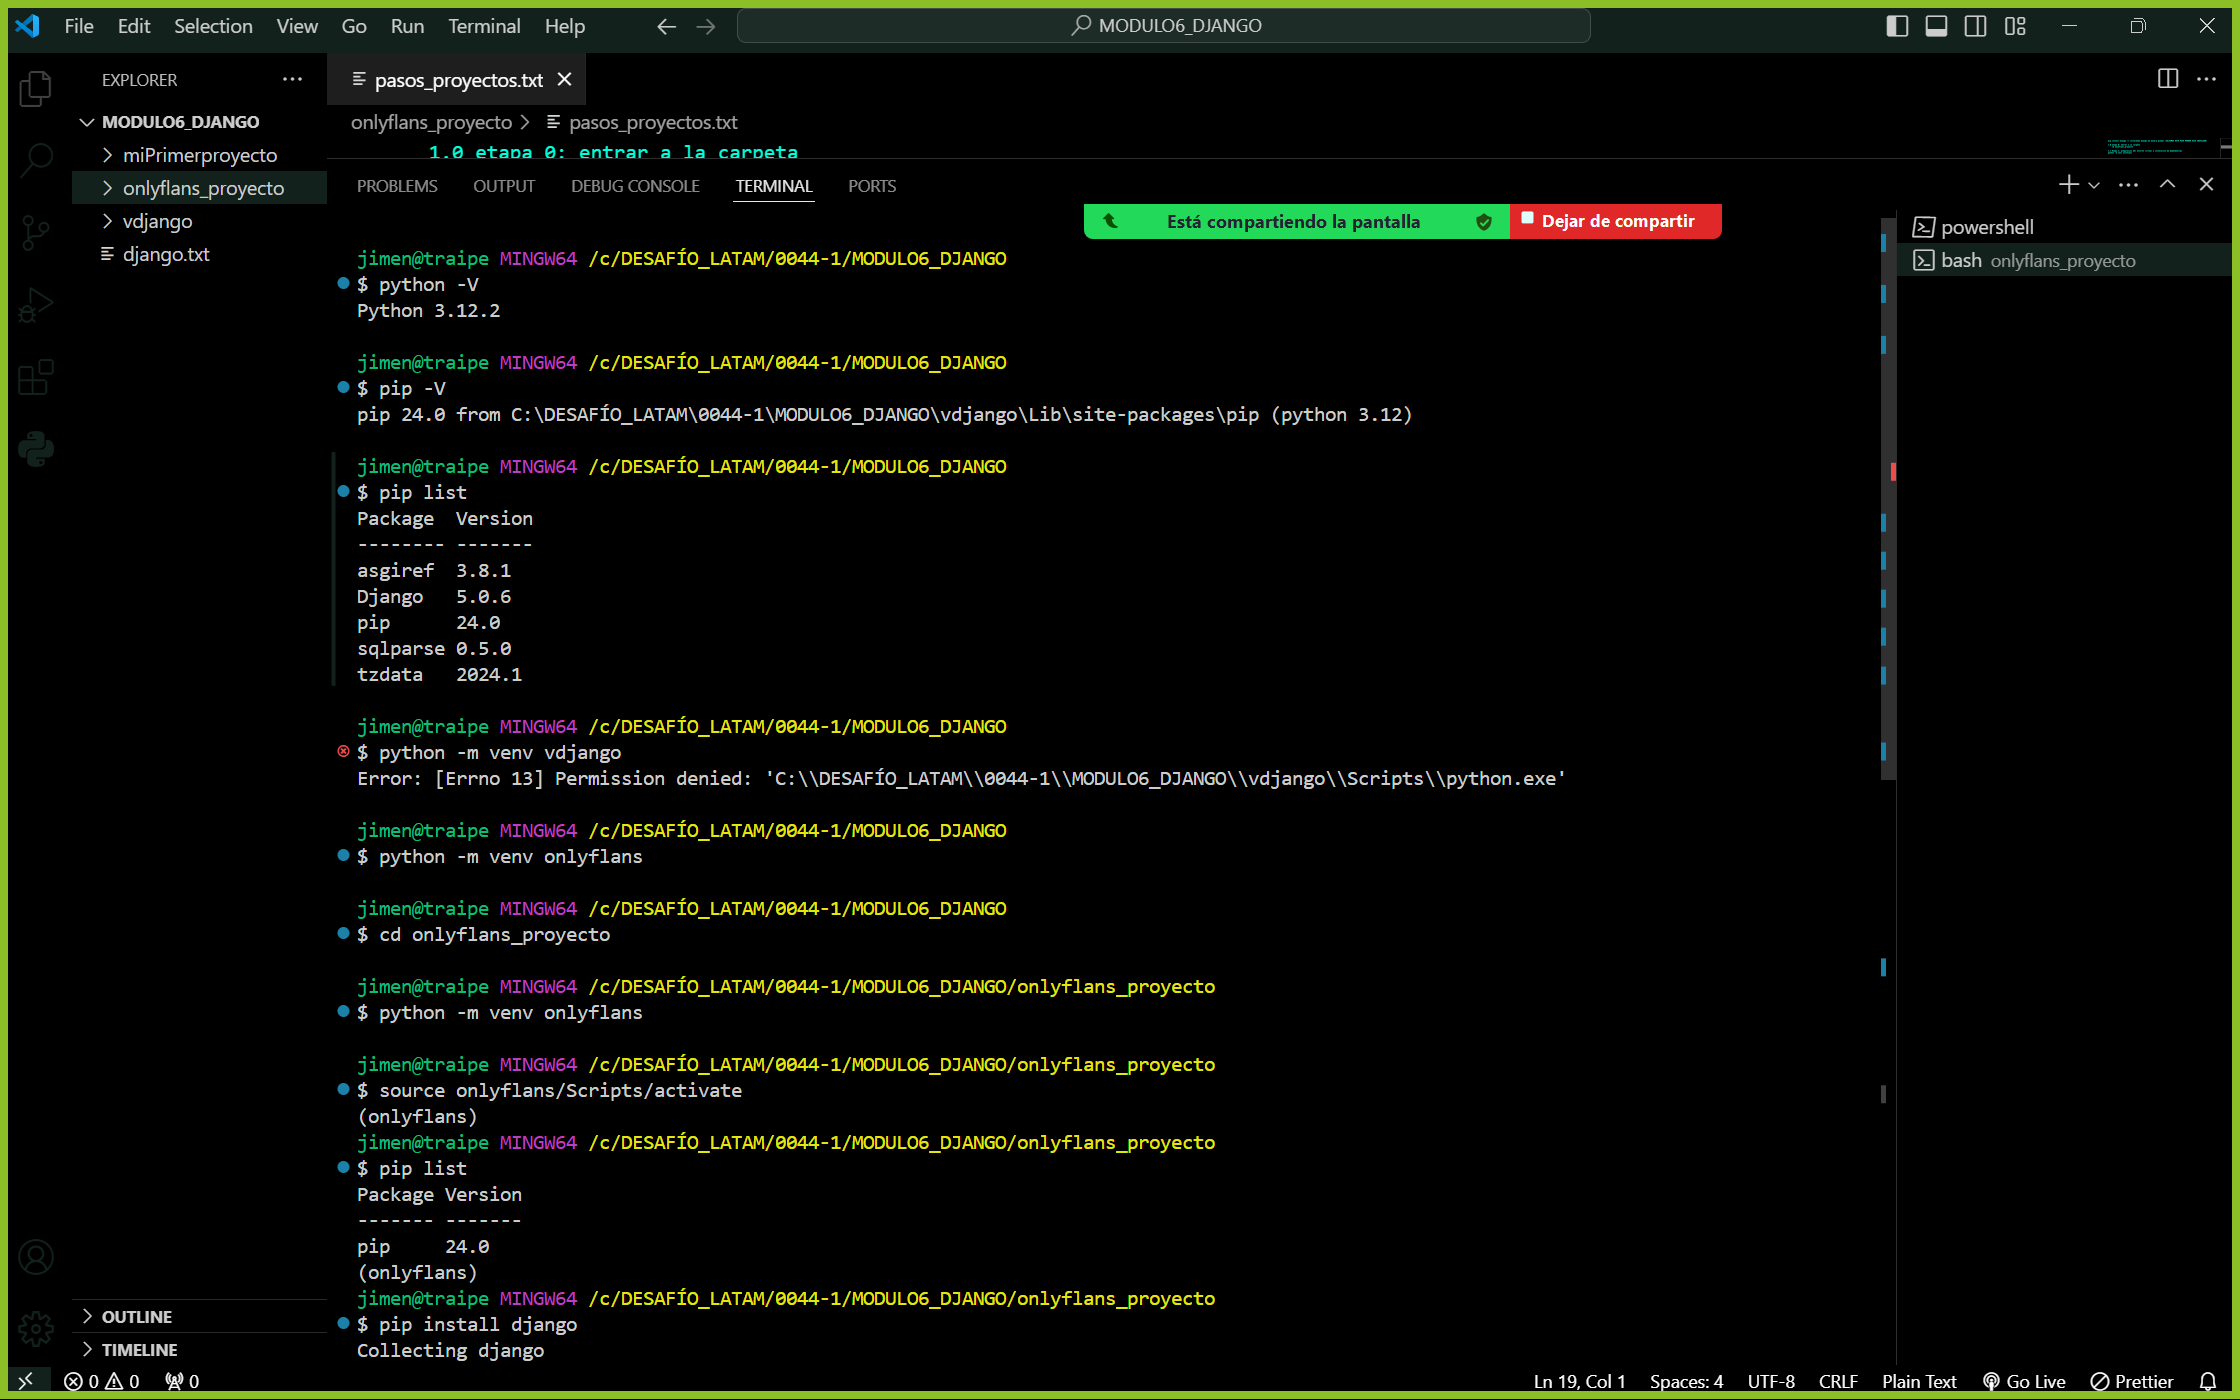 File Edit Selection View Go Run Terminal Help
MODULO6_DJANGO
EXPLORER
MODULO6_DJANGO
miPrimerproyecto
onlyflans_proyecto
vdjango
django.txt
OUTLINE
TIMELINE
pasos_proyectos.txt
onlyflans_proyecto > pasos_proyectos.txt
1.0 etapa 0: entrar a la carpeta
PROBLEMS OUTPUT DEBUG CONSOLE TERMINAL PORTS
Está compartiendo la pantalla Dejar de compartir
powershell
bash onlyflans_proyecto
jimen@traipe MINGW64 /c/DESAFÍO_LATAM/0044-1/MODULO6_DJANGO
$ python -V
Python 3.12.2
jimen@traipe MINGW64 /c/DESAFÍO_LATAM/0044-1/MODULO6_DJANGO
$ pip -V
pip 24.0 from C:\DESAFÍO_LATAM\0044-1\MODULO6_DJANGO\vdjango\Lib\site-packages\pip (python 3.12)
jimen@traipe MINGW64 /c/DESAFÍO_LATAM/0044-1/MODULO6_DJANGO
$ pip list
Package  Version
-------- -------
asgiref  3.8.1
Django   5.0.6
pip      24.0
sqlparse 0.5.0
tzdata   2024.1
jimen@traipe MINGW64 /c/DESAFÍO_LATAM/0044-1/MODULO6_DJANGO
$ python -m venv vdjango
Error: [Errno 13] Permission denied: 'C:\\DESAFÍO_LATAM\\0044-1\\MODULO6_DJANGO\\vdjango\\Scripts\\python.exe'
jimen@traipe MINGW64 /c/DESAFÍO_LATAM/0044-1/MODULO6_DJANGO
$ python -m venv onlyflans
jimen@traipe MINGW64 /c/DESAFÍO_LATAM/0044-1/MODULO6_DJANGO
$ cd onlyflans_proyecto
jimen@traipe MINGW64 /c/DESAFÍO_LATAM/0044-1/MODULO6_DJANGO/onlyflans_proyecto
$ python -m venv onlyflans
jimen@traipe MINGW64 /c/DESAFÍO_LATAM/0044-1/MODULO6_DJANGO/onlyflans_proyecto
$ source onlyflans/Scripts/activate
(onlyflans)
jimen@traipe MINGW64 /c/DESAFÍO_LATAM/0044-1/MODULO6_DJANGO/onlyflans_proyecto
$ pip list
Package Version
------- -------
pip     24.0
(onlyflans)
jimen@traipe MINGW64 /c/DESAFÍO_LATAM/0044-1/MODULO6_DJANGO/onlyflans_proyecto
$ pip install django
Collecting django
0 0 0 Ln 19, Col 1 Spaces: 4 UTF-8 CRLF Plain Text Go Live Prettier